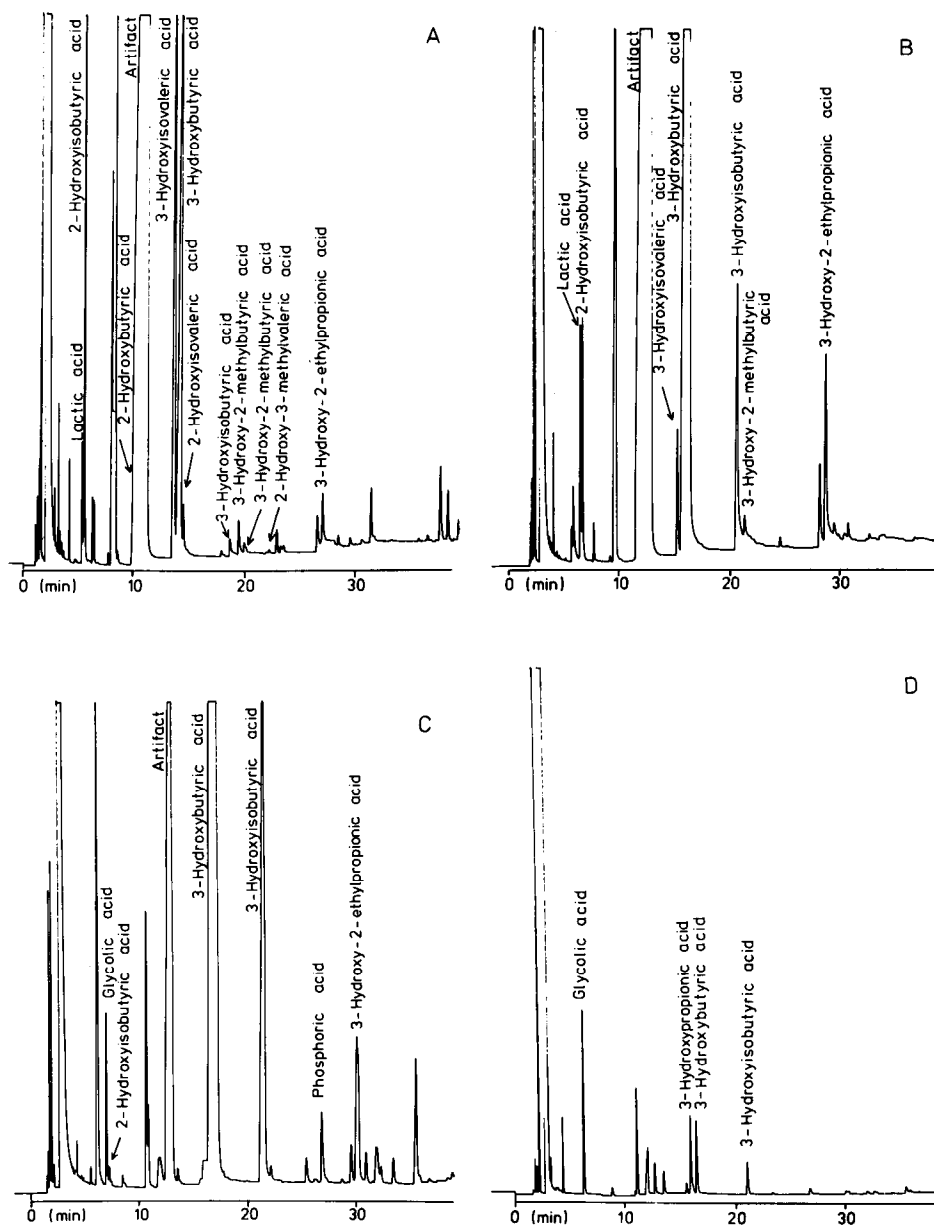 A
Lactic acid
2-Hydroxyisobutyric acid
2-Hydroxybutyric acid
Artifact
3-Hydroxyisovaleric acid
3-Hydroxybutyric acid
2-Hydroxyisovaleric acid
3-Hydroxyisobutyric acid
3-Hydroxy-2-methylbutyric acid
3-Hydroxy-2-methylbutyric acid
2-Hydroxy-3-methylvaleric acid
3-Hydroxy-2-ethylpropionic acid
0 (min) 10 20 30
B
Lactic acid
2-Hydroxyisobutyric acid
Artifact
3-Hydroxyisovaleric acid
3-Hydroxybutyric acid
3-Hydroxyisobutyric acid
3-Hydroxy-2-methylbutyric
acid
3-Hydroxy-2-ethylpropionic acid
0 (min) 10 20 30
C
Glycolic acid
2-Hydroxyisobutyric acid
Artifact
3-Hydroxybutyric acid
3-Hydroxyisobutyric acid
Phosphoric acid
3-Hydroxy-2-ethylpropionic acid
0 (min) 10 20 30
D
Glycolic acid
3-Hydroxypropionic acid
3-Hydroxybutyric acid
3-Hydroxyisobutyric acid
0 (min) 10 20 30